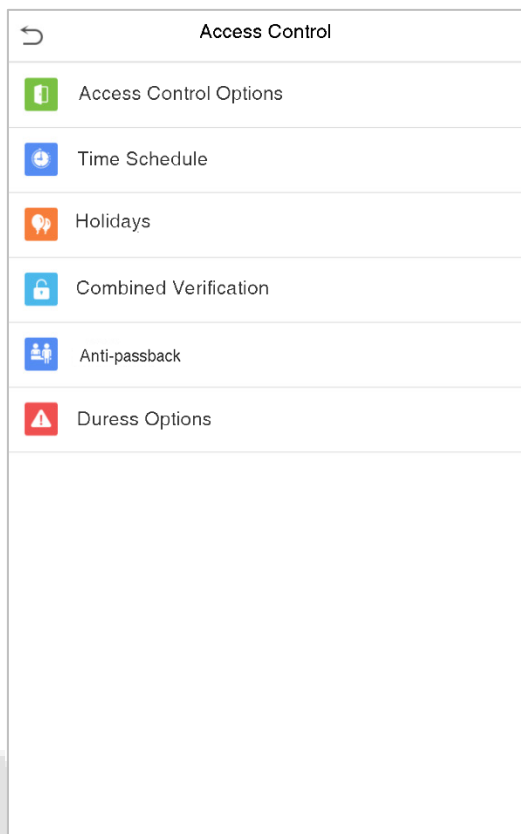 Access Control
Access Control Options
Time Schedule
Holidays
Combined Verification
Anti-passback
Duress Options